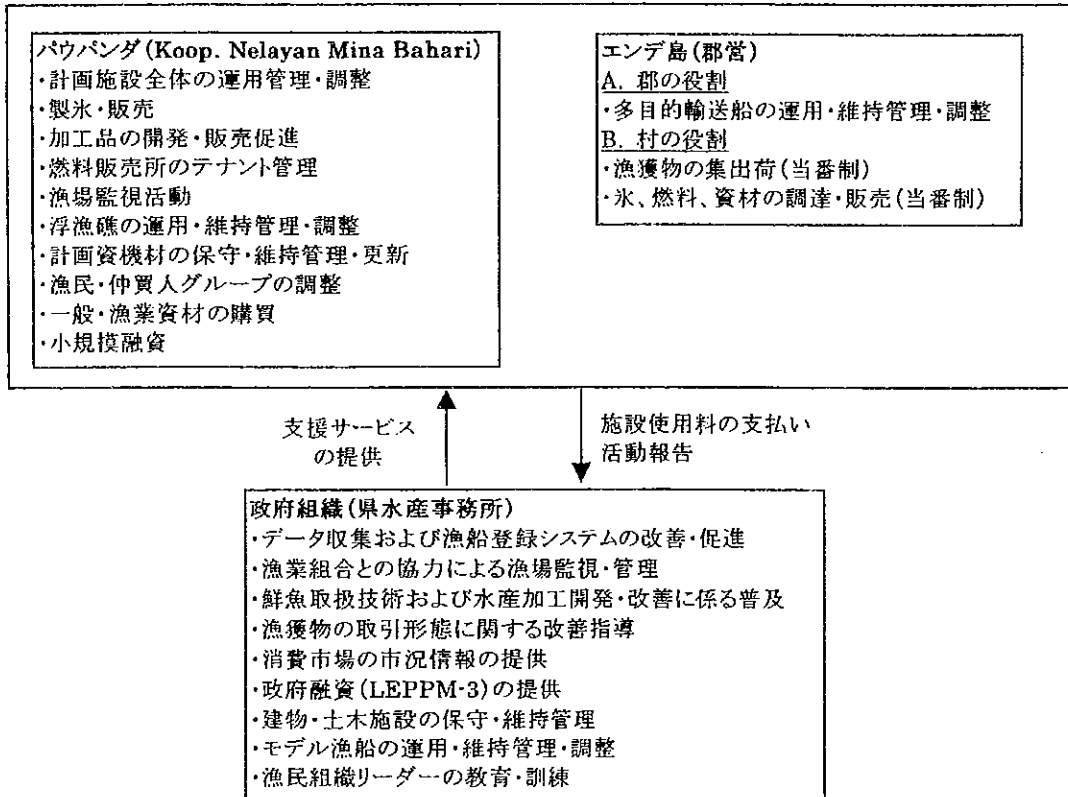 パウパンダ(Koop. Nelayan Mina Bahari)
・計画施設全体の運用管理・調整
・製氷・販売
・加工品の開発・販売促進
・燃料販売所のテナント管理
・漁場監視活動
・浮漁礁の運用・維持管理・調整
・計画資機材の保守・維持管理・更新
・漁民・仲買人グループの調整
・一般・漁業資材の購買
・小規模融資
エンデ島(郡営)
A. 郡の役割
・多目的輸送船の運用・維持管理・調整
B. 村の役割
・漁獲物の集出荷(当番制)
・氷、燃料、資材の調達・販売(当番制)
支援サービス
の提供
施設使用料の支払い
活動報告
政府組織(県水産事務所)
・データ収集および漁船登録システムの改善・促進
・漁業組合との協力による漁場監視・管理
・鮮魚取扱技術および水産加工開発・改善に係る普及
・漁獲物の取引形態に関する改善指導
・消費市場の市況情報の提供
・政府融資(LEPPM-3)の提供
・建物・土木施設の保守・維持管理
・モデル漁船の運用・維持管理・調整
・漁民組織リーダーの教育・訓練